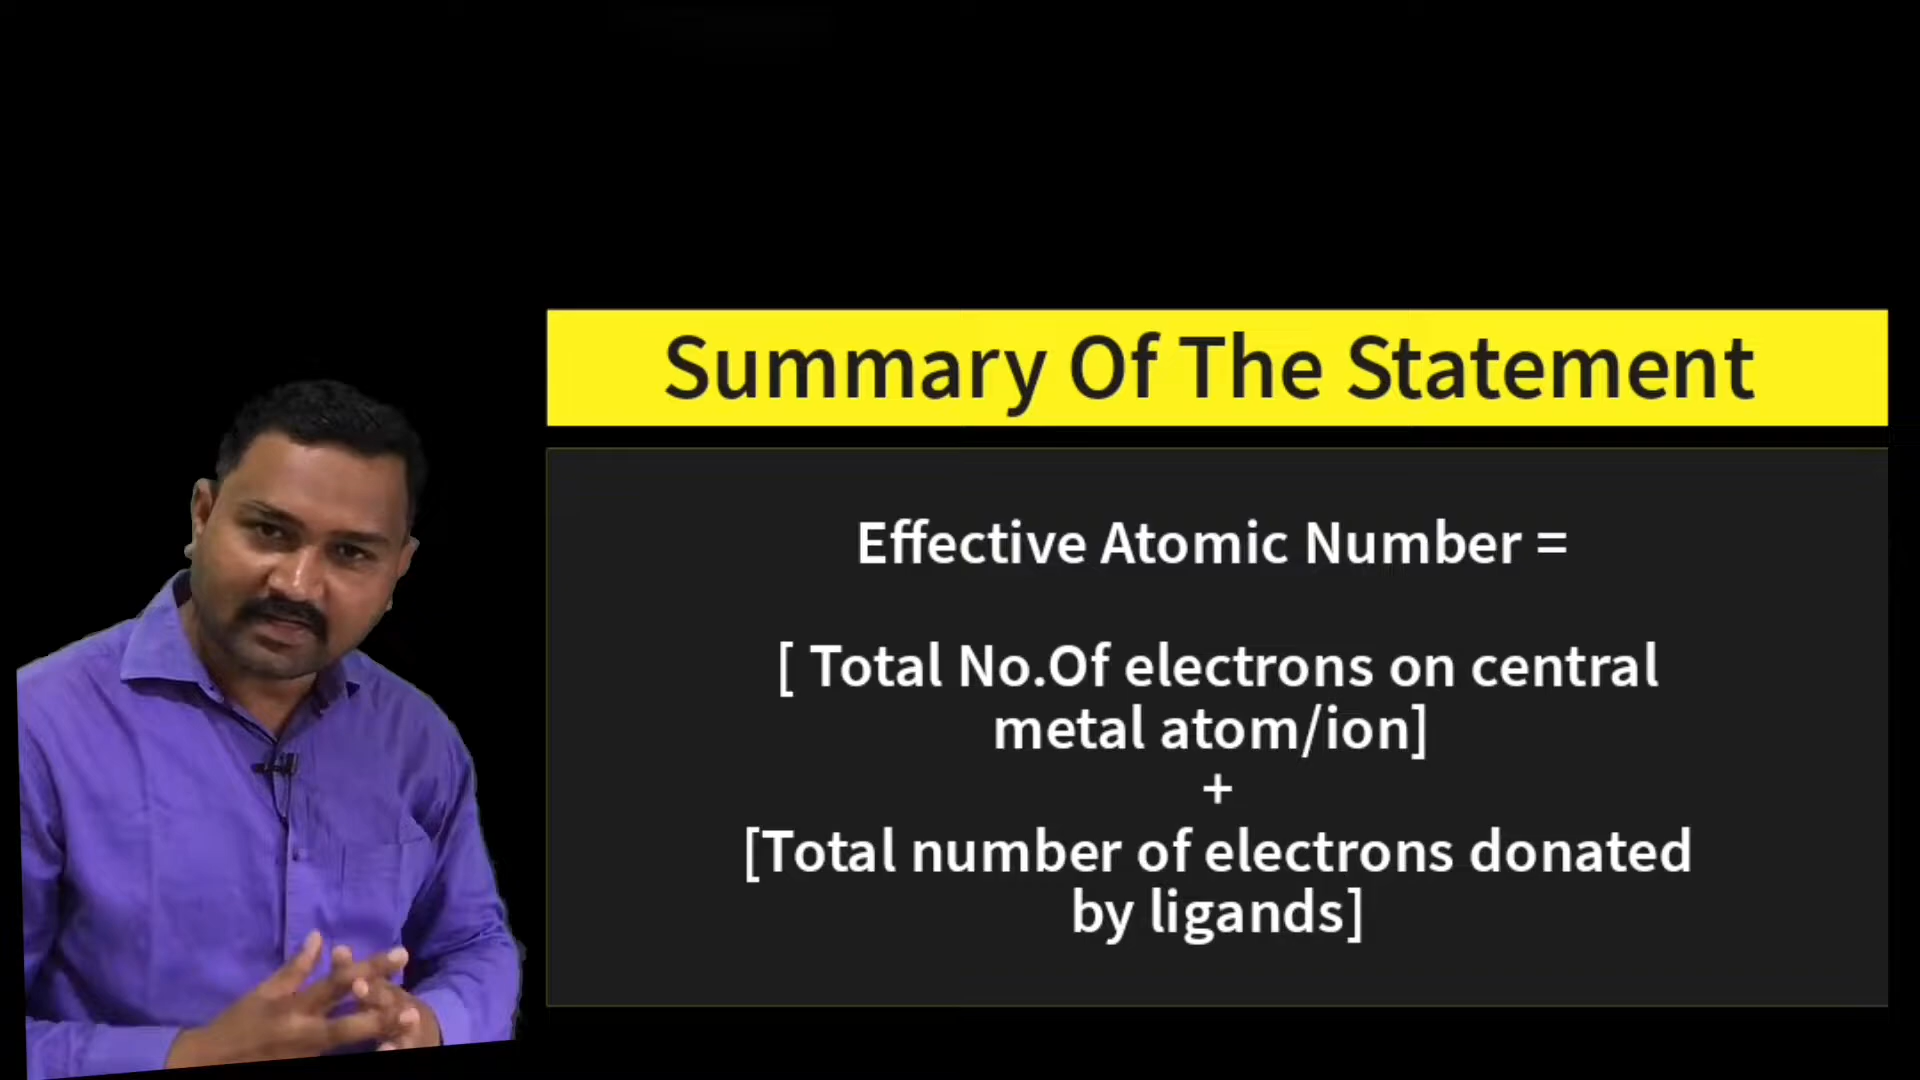 Summary Of The Statement
Effective Atomic Number =
[ Total No.Of electrons on central
metal atom/ion]
+
[Total number of electrons donated
by ligands]